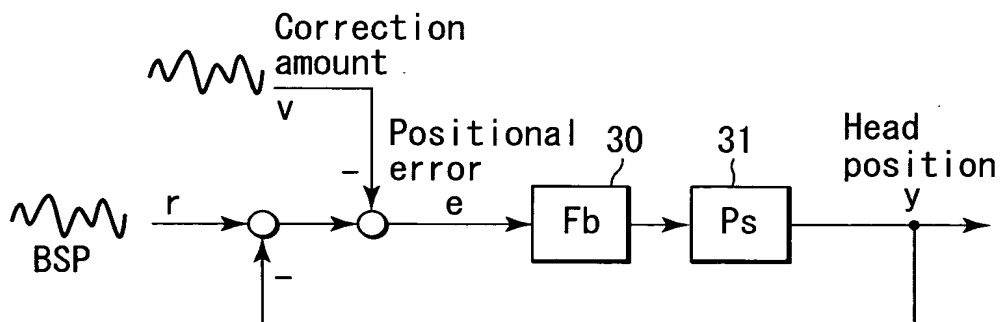 Correction
amount
v
Positional
error
-
30
31
Head
position
y
r
e
Fb
Ps
BSP
-